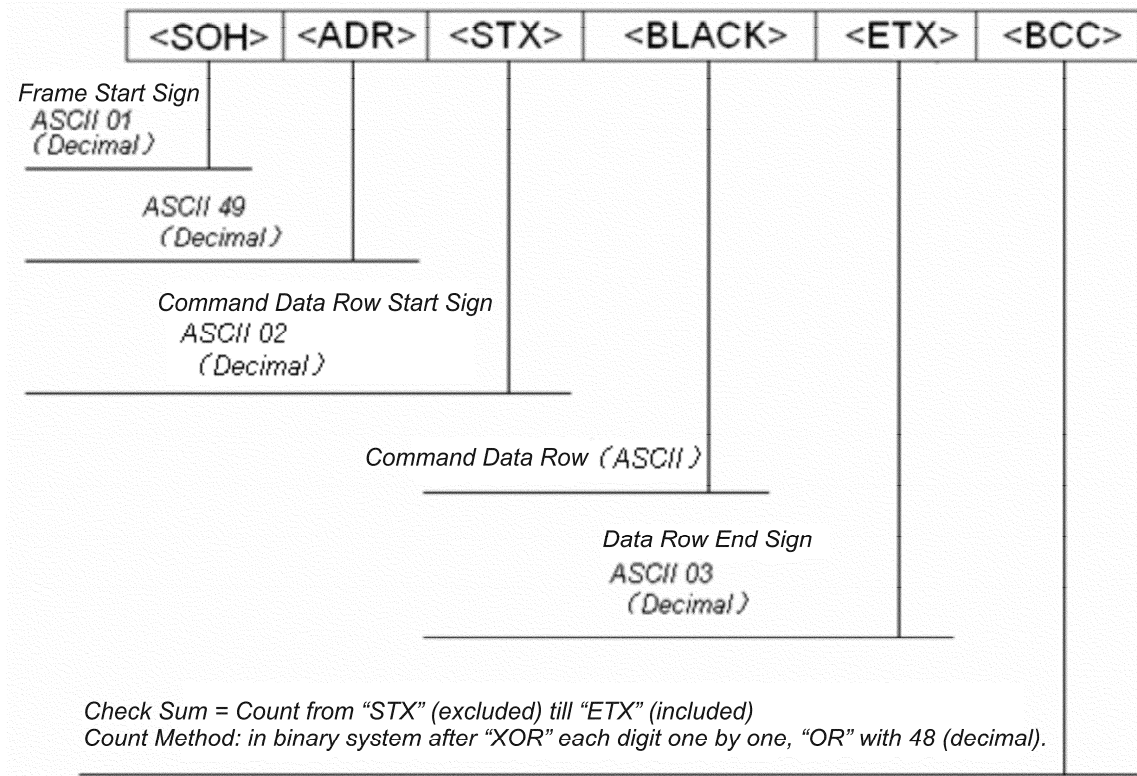 <SOH> <ADR> <STX> <BLACK> <ETX> <BCC>
Frame Start Sign
ASCII 01
(Decimal)
ASCII 49
(Decimal)
Command Data Row Start Sign
ASCII 02
(Decimal)
Command Data Row (ASCII)
Data Row End Sign
ASCII 03
(Decimal)
Check Sum = Count from “STX” (excluded) till “ETX” (included)
Count Method: in binary system after “XOR” each digit one by one, “OR” with 48 (decimal).